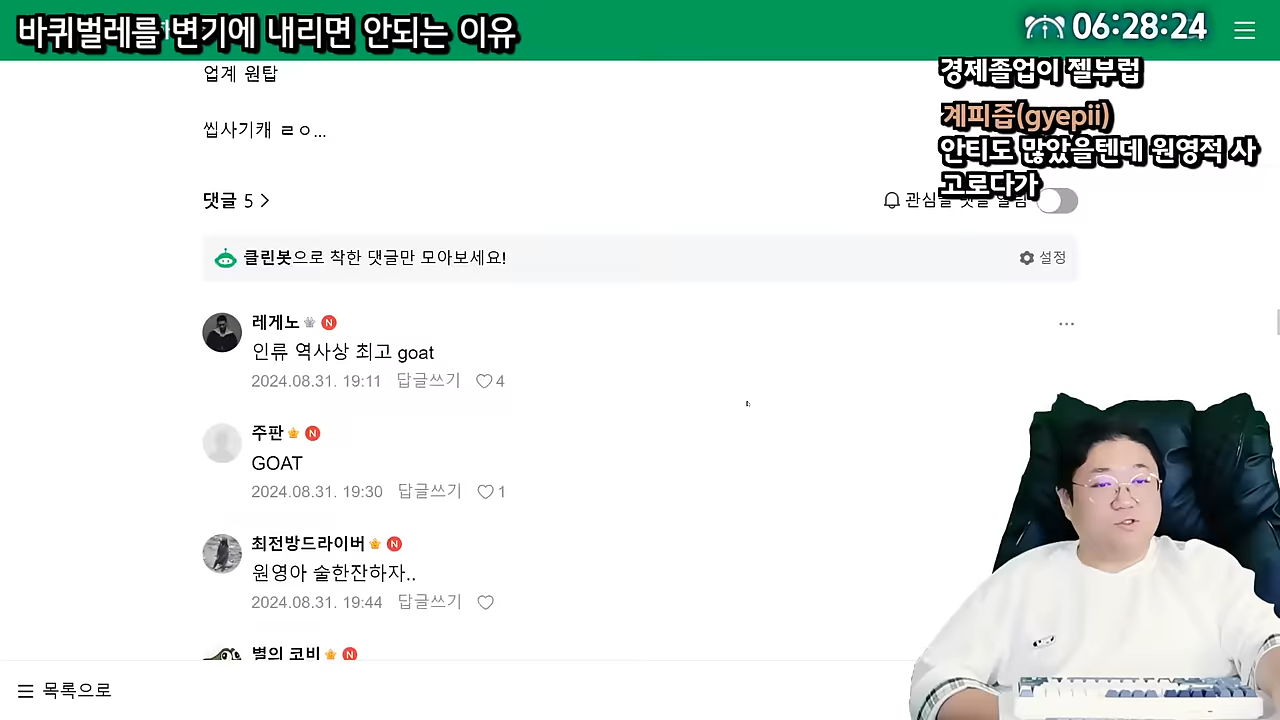 바퀴벌레를 변기에 내리면 안되는 이유
06:28:24
업계 원탑
경제졸업이 젤부럽
씹사기캐 ㄹㅇ...
계피즙(gyepii)
안티도 많았을텐데 원영적 사
고로다가
댓글 5 >
관심글 댓글 알림
클린봇으로 착한 댓글만 모아보세요!
설정
레게노 N
인류 역사상 최고 goat
2024.08.31. 19:11 답글쓰기 4
주판 N
GOAT
2024.08.31. 19:30 답글쓰기 1
최전방드라이버 N
원영아 술한잔하자..
2024.08.31. 19:44 답글쓰기
별의 코비 N
목록으로